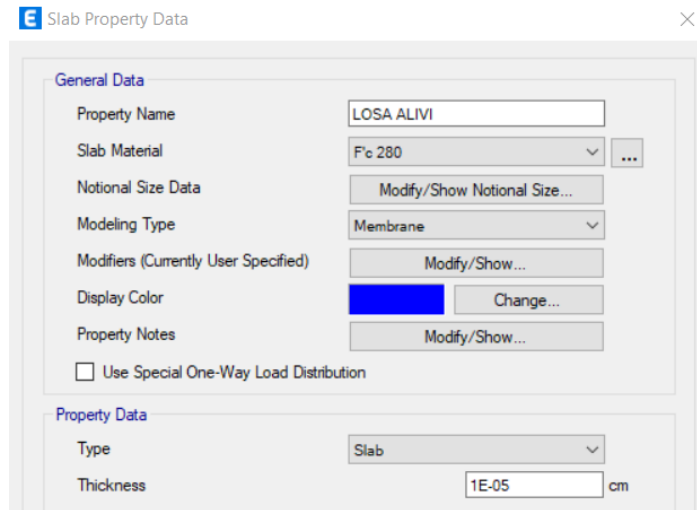 E Slab Property Data
General Data
Property Name LOSA ALIVI
Slab Material F'c 280 ...
Notional Size Data Modify/Show Notional Size...
Modeling Type Membrane
Modifiers (Currently User Specified) Modify/Show...
Display Color Change...
Property Notes Modify/Show...
Use Special One-Way Load Distribution
Property Data
Type Slab
Thickness 1E-05 cm